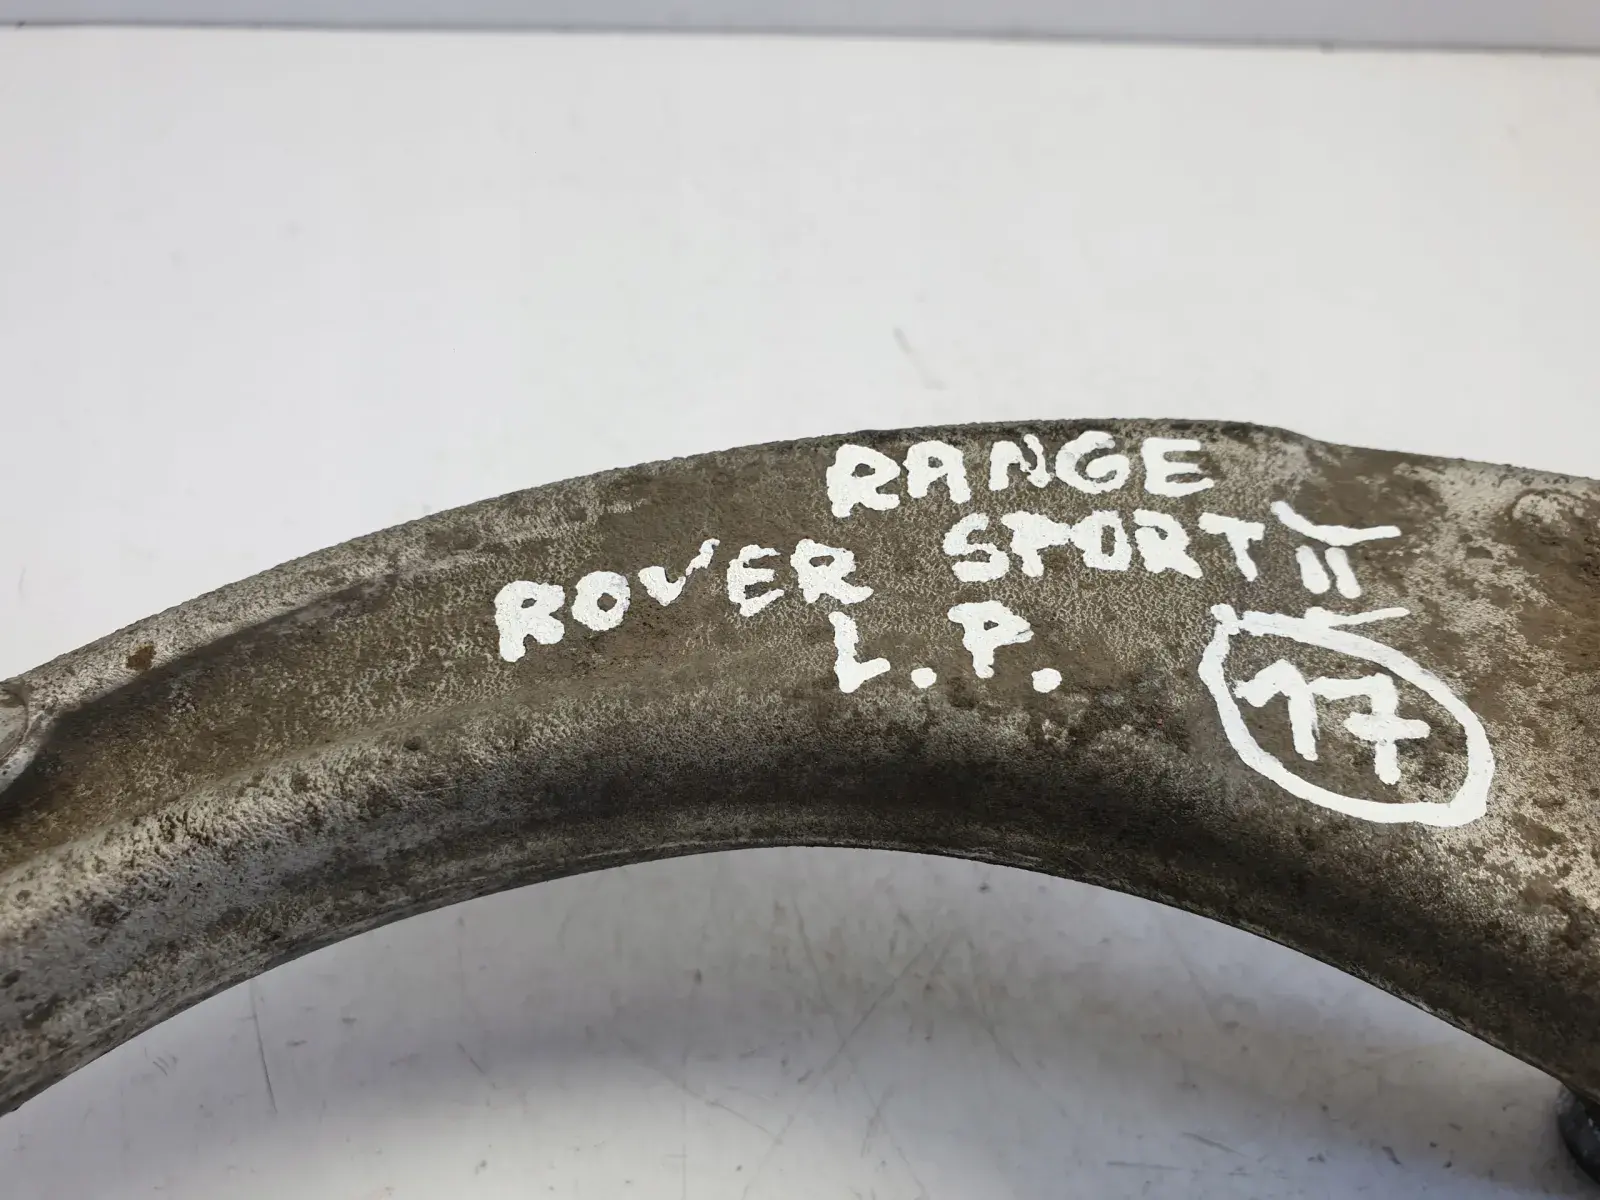 RANGE
ROVER SPORT II
L.P.
17